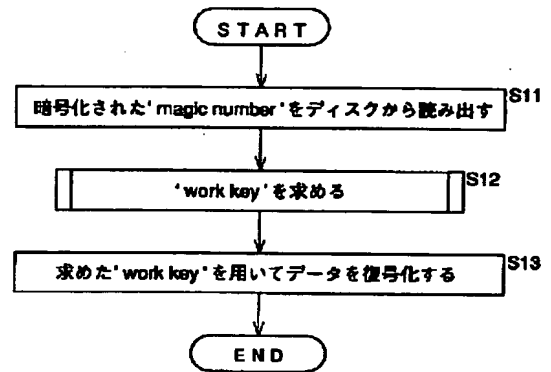 START
暗号化された'magic number'をディスクから読み出す
S11
'work key'を求める
S12
求めた'work key'を用いてデータを復号化する
S13
END